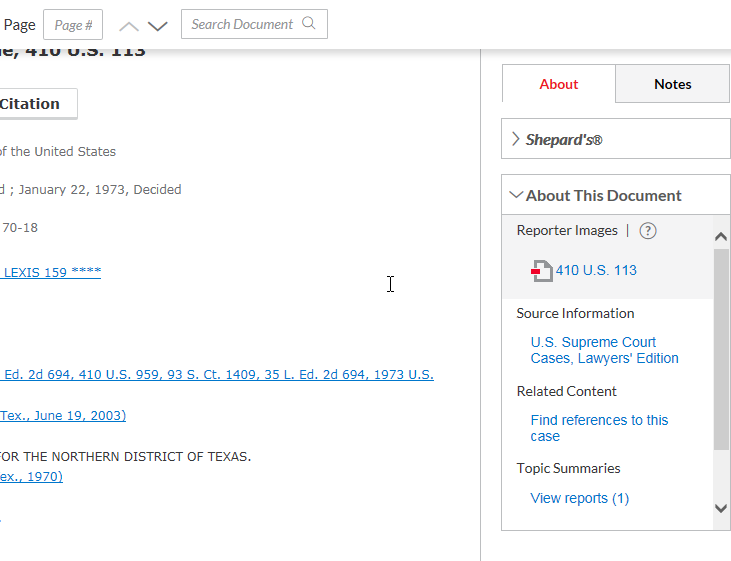 Page Page # Search Document
e, 410 U.S. 113
Citation
of the United States
d ; January 22, 1973, Decided
70-18
LEXIS 159 ****
Ed. 2d 694, 410 U.S. 959, 93 S. Ct. 1409, 35 L. Ed. 2d 694, 1973 U.S.
Tex., June 19, 2003)
FOR THE NORTHERN DISTRICT OF TEXAS.
ex., 1970)
About Notes
Shepard's®
About This Document
Reporter Images | ?
410 U.S. 113
Source Information
U.S. Supreme Court
Cases, Lawyers' Edition
Related Content
Find references to this
case
Topic Summaries
View reports (1)